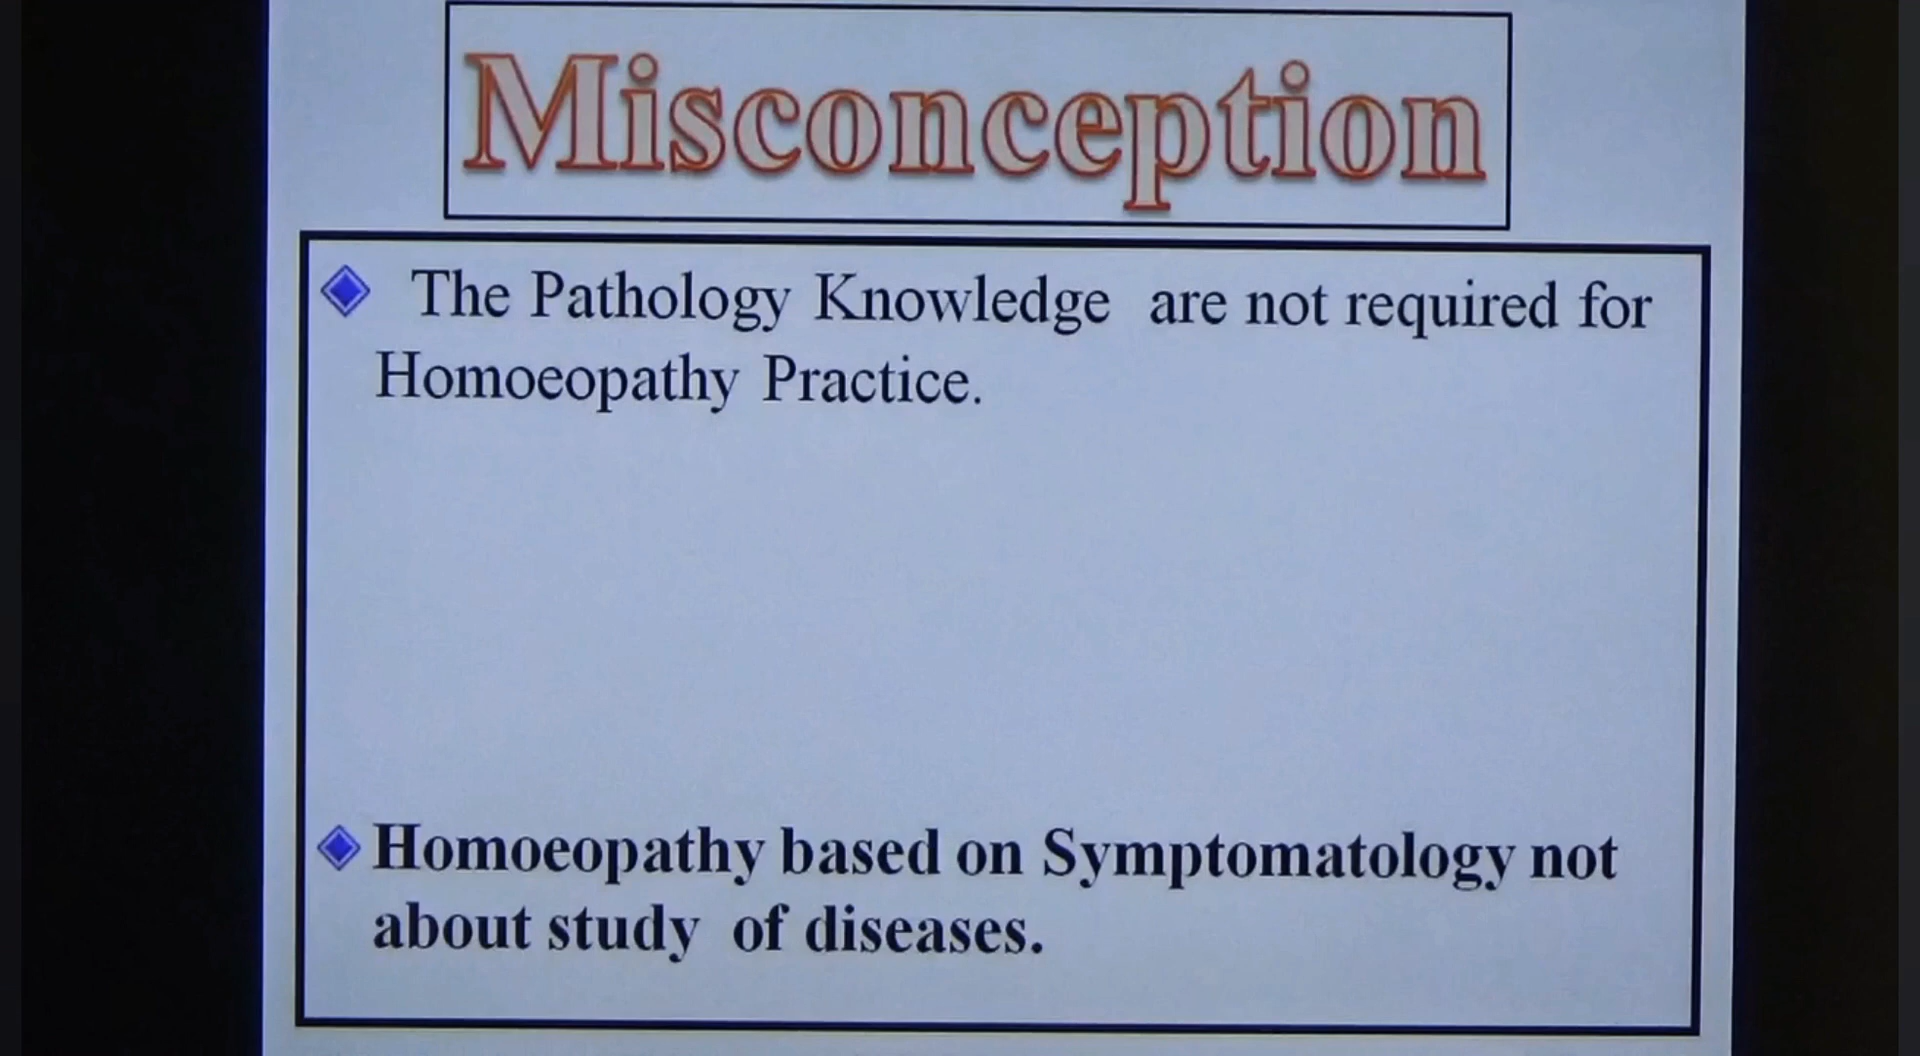 Misconception
The Pathology Knowledge are not required for
Homoeopathy Practice.
Homoeopathy based on Symptomatology not
about study of diseases.